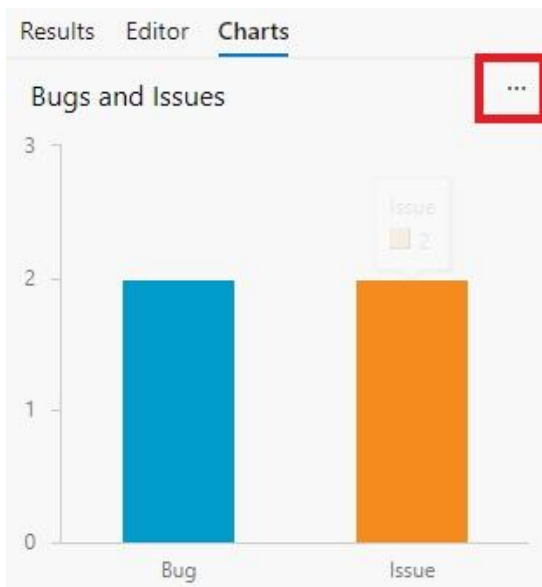 Results Editor Charts
Bugs and Issues ...
3
Issue
2
2
1
0
Bug Issue